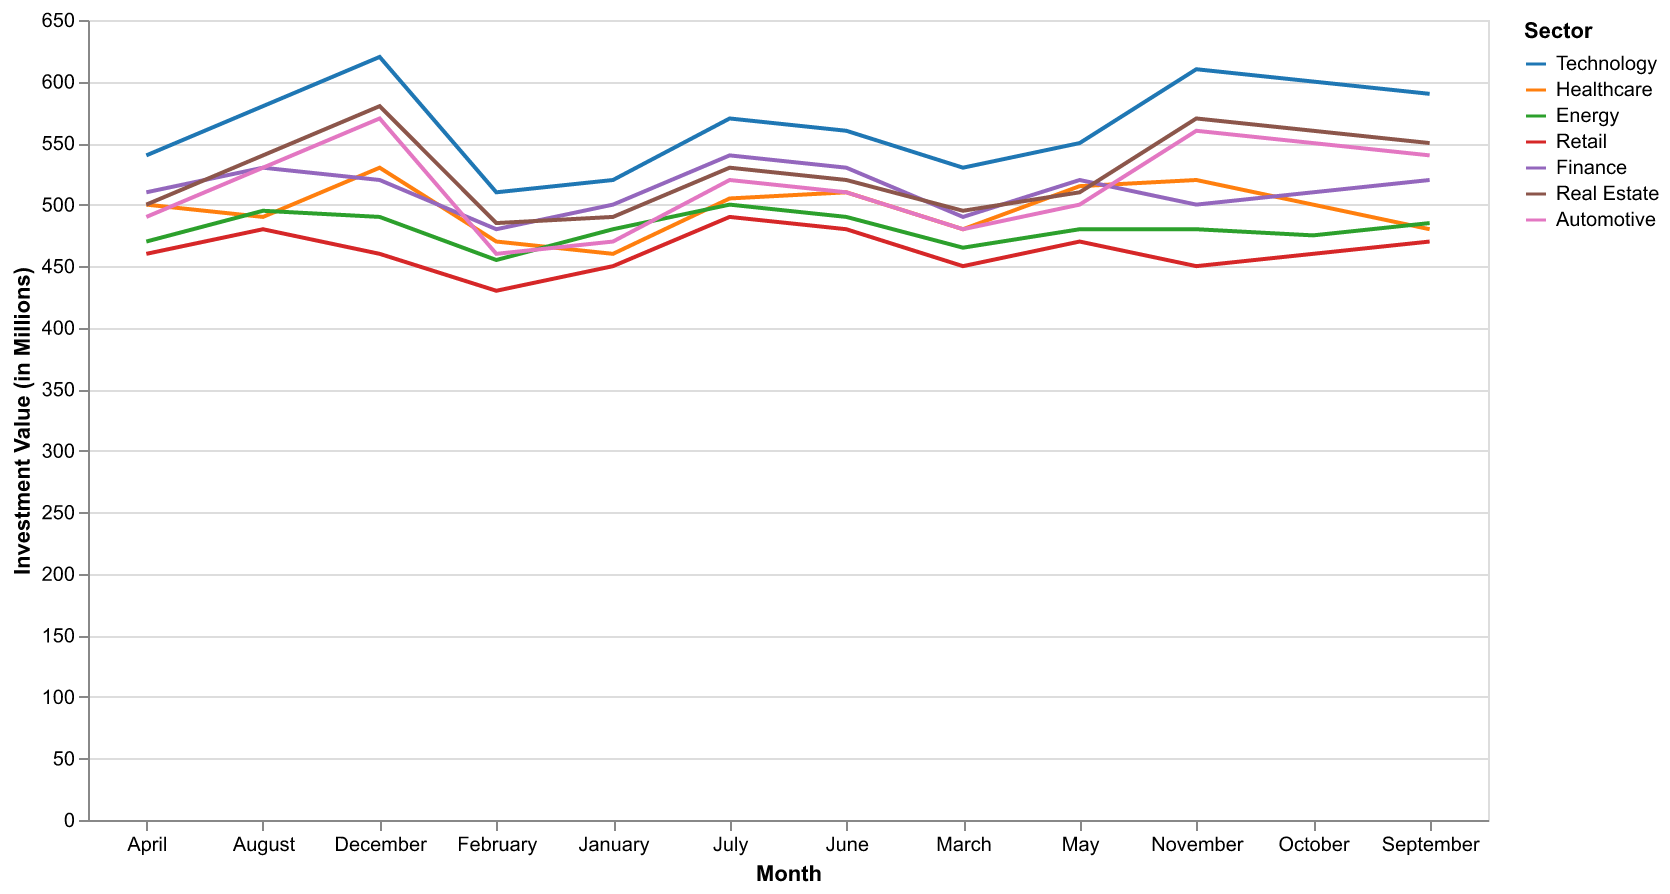 650
600
550
500
450
400
350
300
250
200
150
100
50
0
Investment Value (in Millions)
April August December February January July June March May November October September
Month
Sector
Technology
Healthcare
Energy
Retail
Finance
Real Estate
Automotive